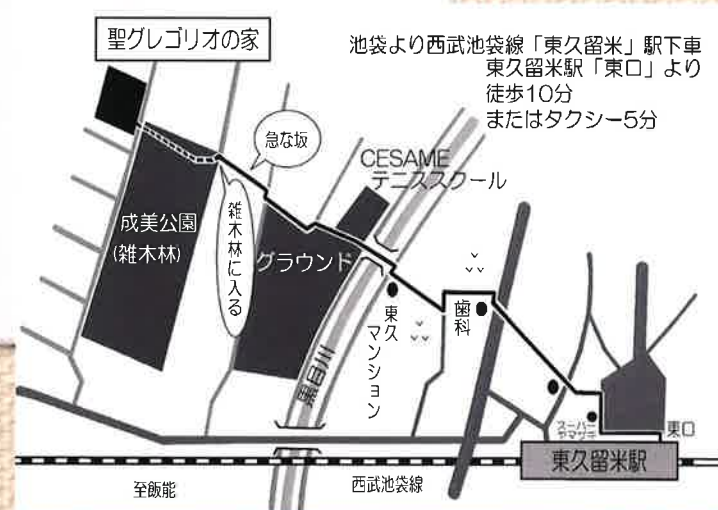 聖グレゴリオの家
池袋より西武池袋線「東久留米」駅下車
東久留米駅「東口」より
徒歩10分
またはタクシー5分
急な坂
CESAME
テニススクール
成美公園
(雑木林)
雑木林に入る
グラウンド
黒目川
東久
マンション
歯科
スーパー
ヤマザキ
東口
東久留米駅
至飯能
西武池袋線